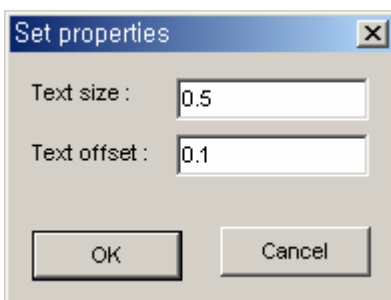 Set properties
Text size : 0.5
Text offset : 0.1
OK Cancel